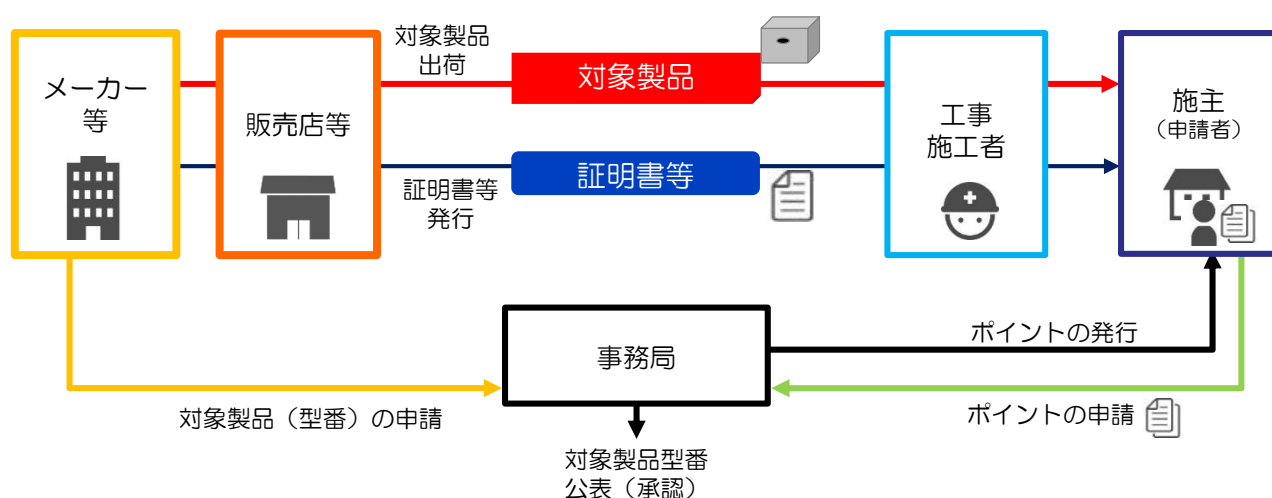 メーカー
等
販売店等
対象製品
出荷
対象製品
証明書等
発行
証明書等
工事
施工者
施主
（申請者）
事務局
ポイントの発行
対象製品（型番）の申請
ポイントの申請
対象製品型番
公表（承認）